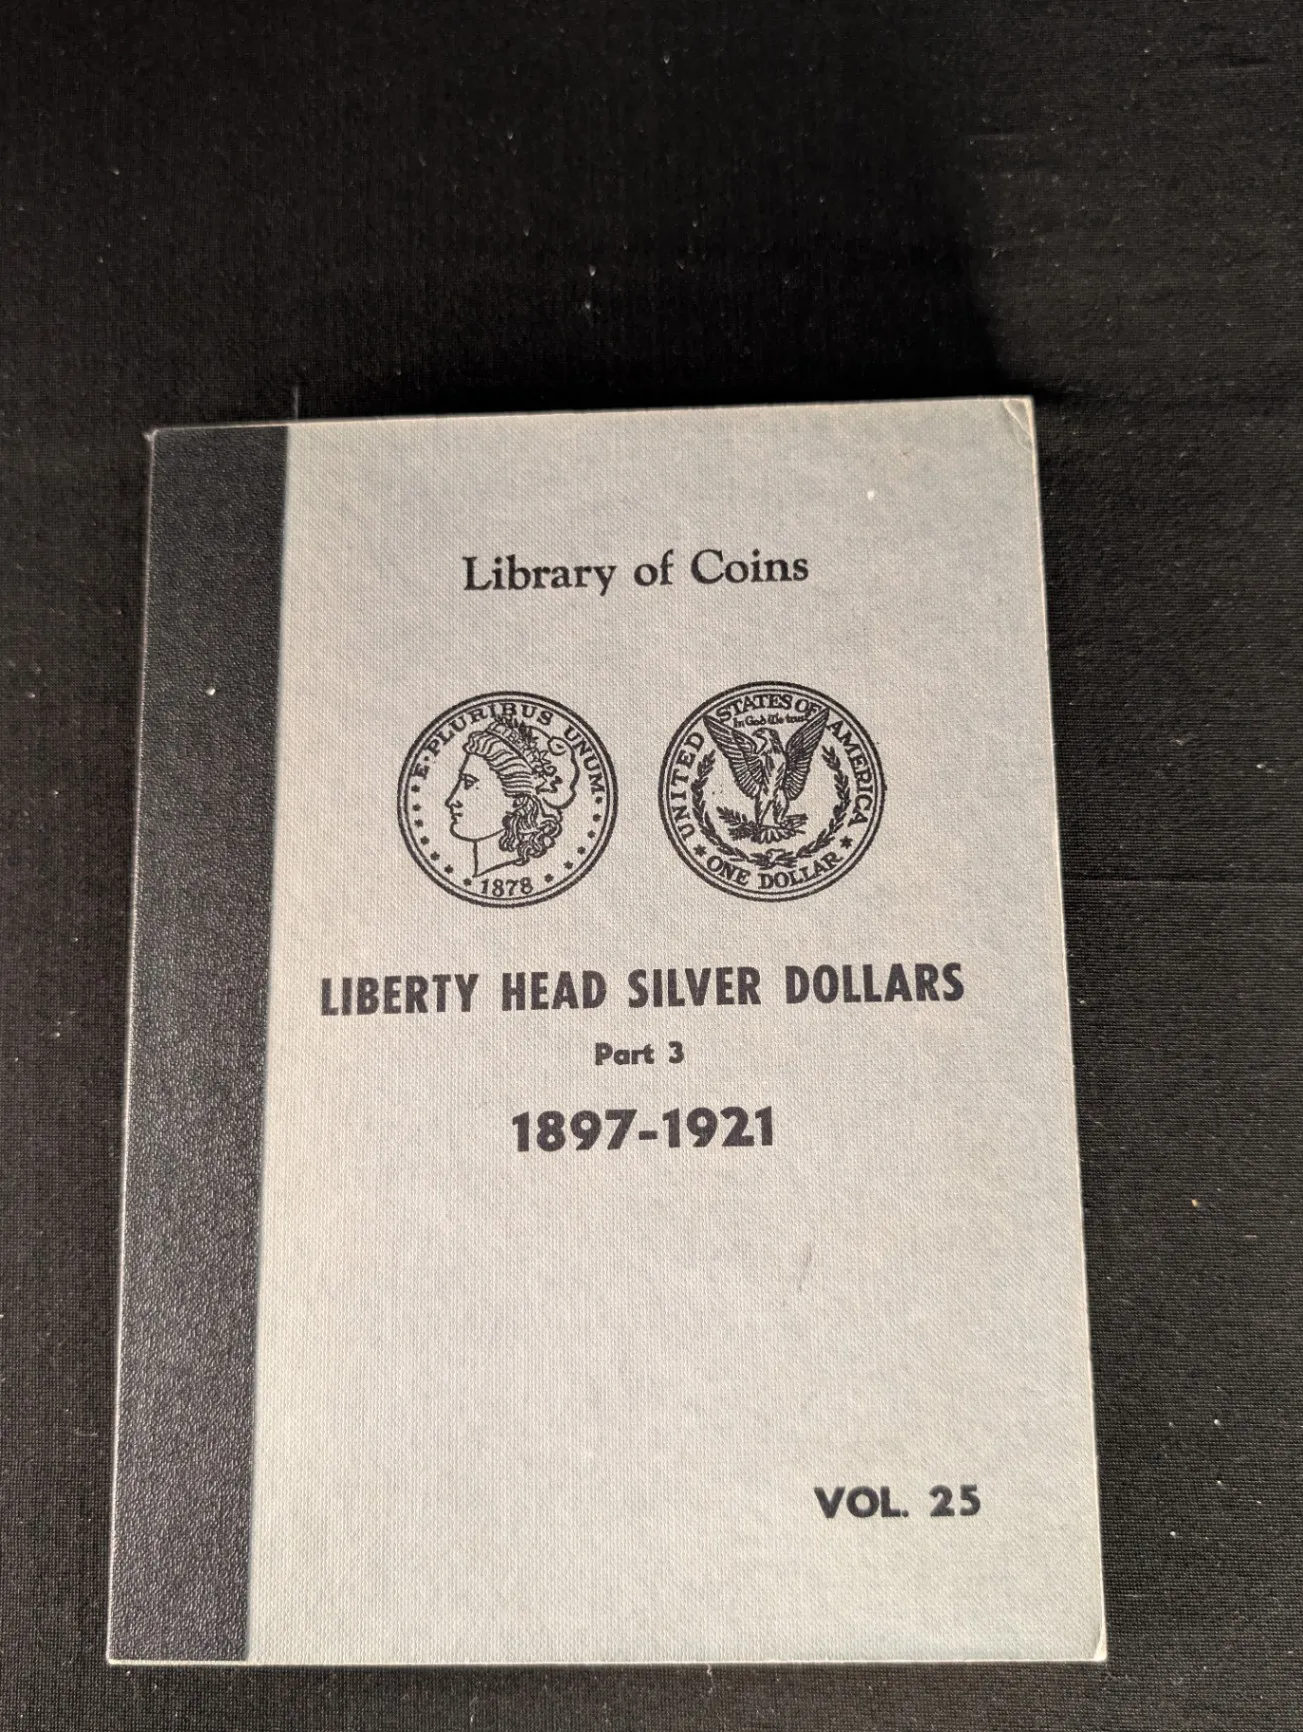 Library of Coins
E·PLURIBUS UNUM
1878
UNITED STATES OF AMERICA
In God We trust
ONE DOLLAR
LIBERTY HEAD SILVER DOLLARS
Part 3
1897-1921
VOL. 25